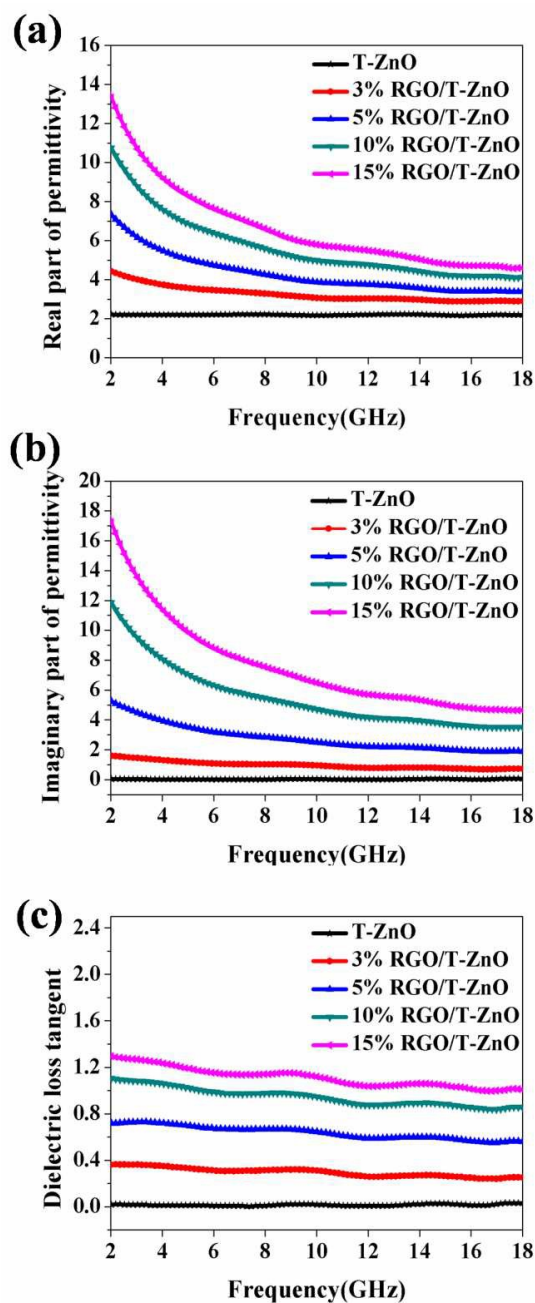 (a)
16
14
12
10
8
6
4
2
0
Real part of permittivity
T-ZnO
3% RGO/T-ZnO
5% RGO/T-ZnO
10% RGO/T-ZnO
15% RGO/T-ZnO
2 4 6 8 10 12 14 16 18
Frequency(GHz)
(b)
20
18
16
14
12
10
8
6
4
2
0
Imaginary part of permittivity
T-ZnO
3% RGO/T-ZnO
5% RGO/T-ZnO
10% RGO/T-ZnO
15% RGO/T-ZnO
2 4 6 8 10 12 14 16 18
Frequency(GHz)
(c)
2.4
2.0
1.6
1.2
0.8
0.4
0.0
Dielectric loss tangent
T-ZnO
3% RGO/T-ZnO
5% RGO/T-ZnO
10% RGO/T-ZnO
15% RGO/T-ZnO
2 4 6 8 10 12 14 16 18
Frequency(GHz)